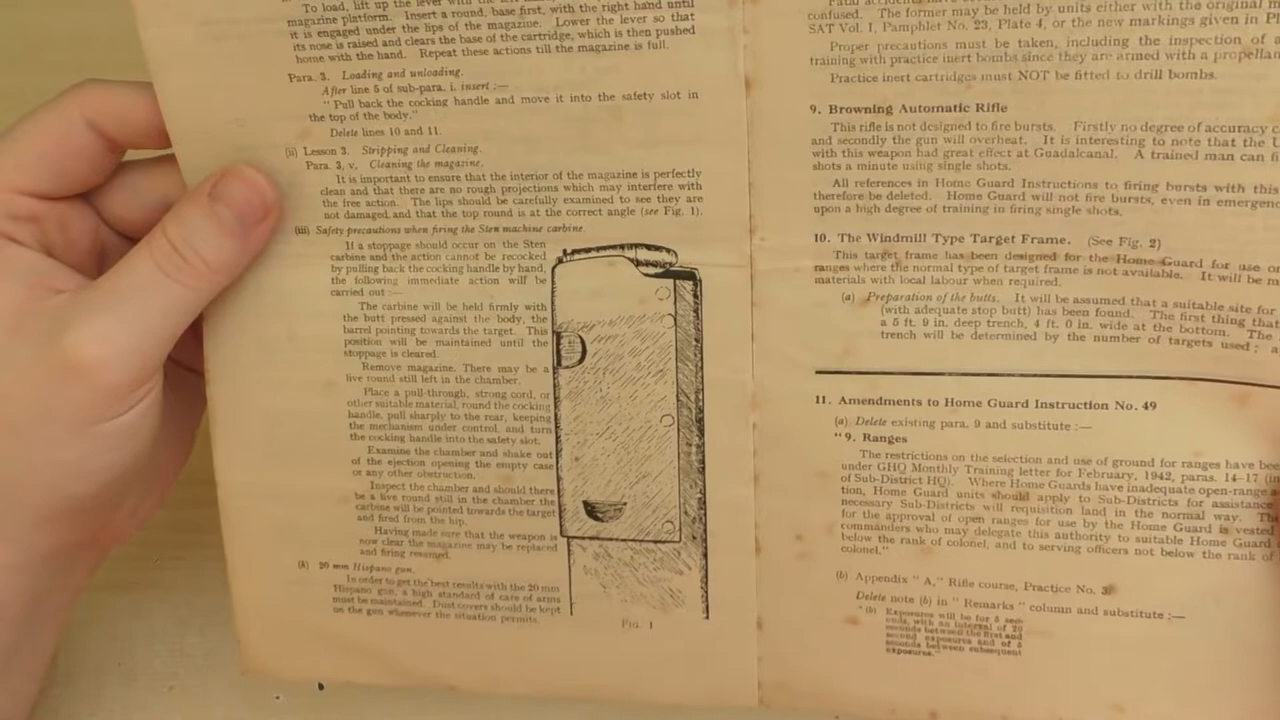 To load, lift up the lever with the
magazine platform. Insert a round, base first, with the right hand until
it is engaged under the lips of the magazine. Lower the lever so that
its nose is raised and clears the base of the cartridge, which is then pushed
home with the hand. Repeat these actions till the magazine is full.
Para. 3. Loading and unloading.
After line 5 of sub-para. i. insert :—
" Pull back the cocking handle and move it into the safety slot in
the top of the body."
Delete lines 10 and 11.
(ii) Lesson 3. Stripping and Cleaning.
Para. 3, v. Cleaning the magazine.
It is important to ensure that the interior of the magazine is perfectly
clean and that there are no rough projections which may interfere with
the free action. The lips should be carefully examined to see they are
not damaged and that the top round is at the correct angle (see Fig. 1).
(iii) Safety precautions when firing the Sten machine carbine.
If a stoppage should occur on the Sten
carbine and the action cannot be recocked
by pulling back the cocking handle by hand,
the following immediate action will be
carried out :—
The carbine will be held firmly with
the butt pressed against the body, the
barrel pointing towards the target. This
position will be maintained until the
stoppage is cleared.
Remove magazine. There may be a
live round still left in the chamber.
Place a pull-through, strong cord, or
other suitable material, round the cocking
handle, pull sharply to the rear, keeping
the mechanism under control, and turn
the cocking handle into the safety slot.
Examine the chamber and shake out
of the ejection opening the empty case
or any other obstruction.
Inspect the chamber and should there
be a live round still in the chamber the
carbine will be pointed towards the target
and fired from the hip.
Having made sure that the weapon is
now clear the magazine may be replaced
and firing resumed.
20 mm Hispano gun.
In order to get the best results with the 20 mm
Hispano gun, a high standard of care of arms
must be maintained. Dust covers should be kept
on the gun whenever the situation permits.
Fig. 1
confused. The former may be held by units either with the original
SAT Vol. 1, Pamphlet No. 23, Plate 4, or the new markings given in
Proper precautions must be taken, including the inspection of
training with practice inert bombs since they are armed with a
Practice inert cartridges must NOT be fitted to drill bombs.
9. Browning Automatic Rifle
This rifle is not designed to fire bursts. Firstly no degree of accuracy
and secondly the gun will overheat. It is interesting to note that the
with this weapon had great effect at Guadalcanal. A trained man can
shots a minute using single shots.
All references in Home Guard Instructions to firing bursts with this
therefore be deleted. Home Guard will not fire bursts, even in
upon a high degree of training in firing single shots.
10. The Windmill Type Target Frame. (See Fig. 2)
This target frame has been designed for the Home Guard for use
ranges where the normal type of target frame is not available. It will be
materials with local labour when required.
(a) Preparation of the butts. It will be assumed that a suitable site for
(with adequate stop butt) has been found. The first thing that
a 5 ft. 9 in. deep trench, 4 ft. 0 in. wide at the bottom. The
trench will be determined by the number of targets used ;
11. Amendments to Home Guard Instruction No. 49
(a) Delete existing para. 9 and substitute :—
" 9. Ranges
The restrictions on the selection and use of ground for ranges have
under GHQ Monthly Training letter for February, 1942, paras. 14–17
of Sub-District HQ). Where Home Guards have inadequate open-range
tion, Home Guard units should apply to Sub-Districts for assistance
necessary Sub-Districts will requisition land in the normal way.
for the approval of open ranges for use by the Home Guard is vested
commanders who may delegate this authority to suitable Home Guard
below the rank of colonel, and to serving officers not below the rank of
colonel."
(b) Appendix " A," Rifle course, Practice No. 3
Delete note (b) in " Remarks " column and substitute :—
" (b) Exposures will be for 5 sec-
onds, with an interval of 20
seconds between the first and
second exposures and of 5
seconds between subsequent
exposures."